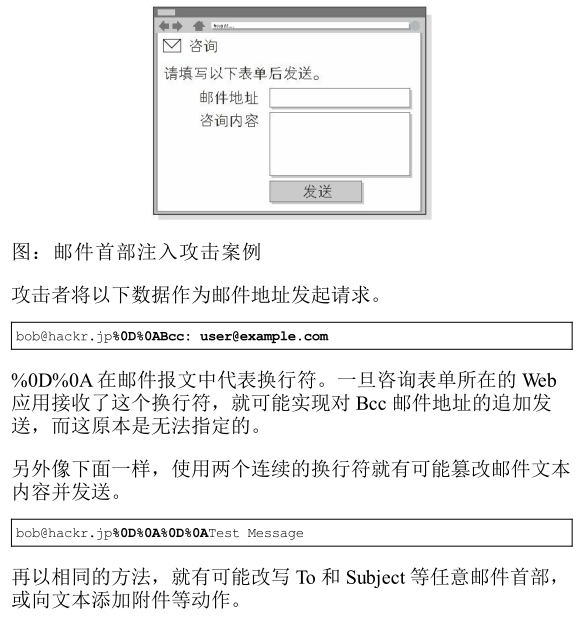 咨询
请填写以下表单后发送。
邮件地址
咨询内容
发送
图：邮件首部注入攻击案例
攻击者将以下数据作为邮件地址发起请求。
bob@hackr.jp%0D%0ABcc: user@example.com
%0D%0A 在邮件报文中代表换行符。一旦咨询表单所在的 Web
应用接收了这个换行符，就可能实现对 Bcc 邮件地址的追加发
送，而这原本是无法指定的。
另外像下面一样，使用两个连续的换行符就有可能篡改邮件文本
内容并发送。
bob@hackr.jp%0D%0A%0D%0ATest Message
再以相同的方法，就有可能改写 To 和 Subject 等任意邮件首部，
或向文本添加附件等动作。